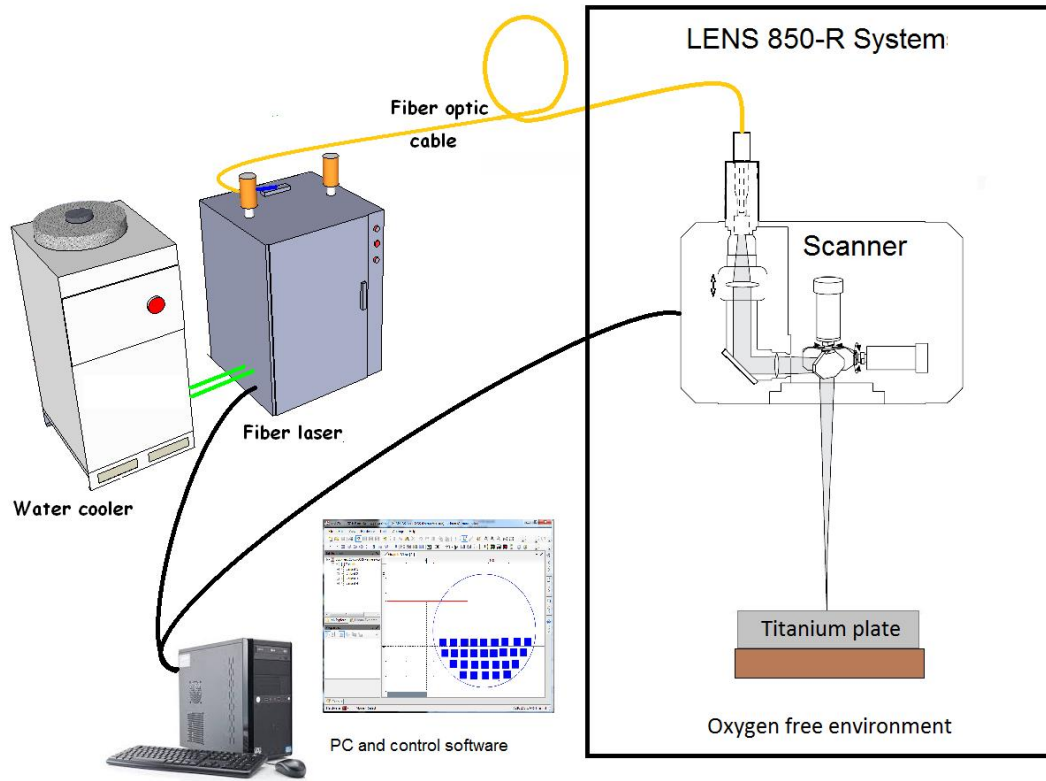 LENS 850-R System
Fiber optic
cable
Scanner
Fiber laser
Water cooler
Titanium plate
PC and control software
Oxygen free environment